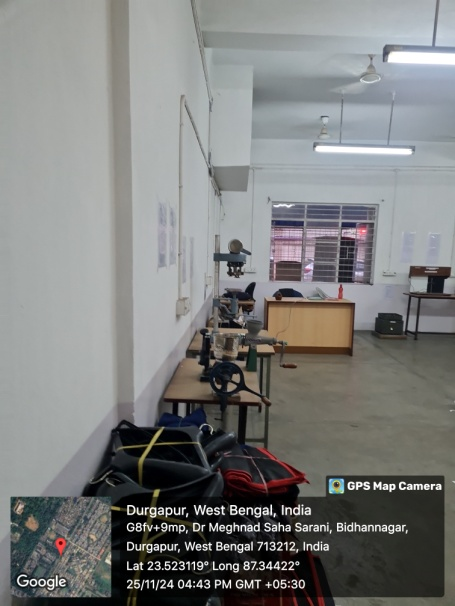 GPS Map Camera
Durgapur, West Bengal, India
G8fv+9mp, Dr Meghnad Saha Sarani, Bidhannagar,
Durgapur, West Bengal 713212, India
Lat 23.523119° Long 87.34422°
25/11/24 04:43 PM GMT +05:30
Google